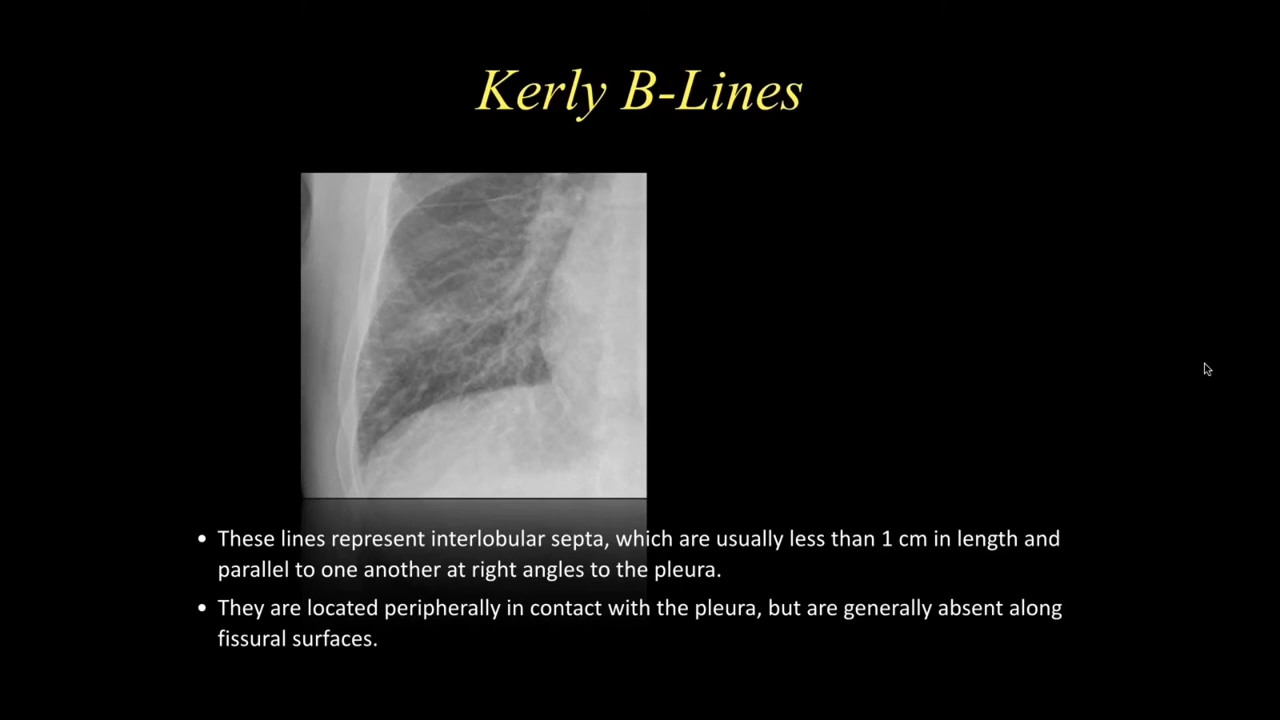 Kerly B-Lines
• These lines represent interlobular septa, which are usually less than 1 cm in length and
parallel to one another at right angles to the pleura.
• They are located peripherally in contact with the pleura, but are generally absent along
fissural surfaces.